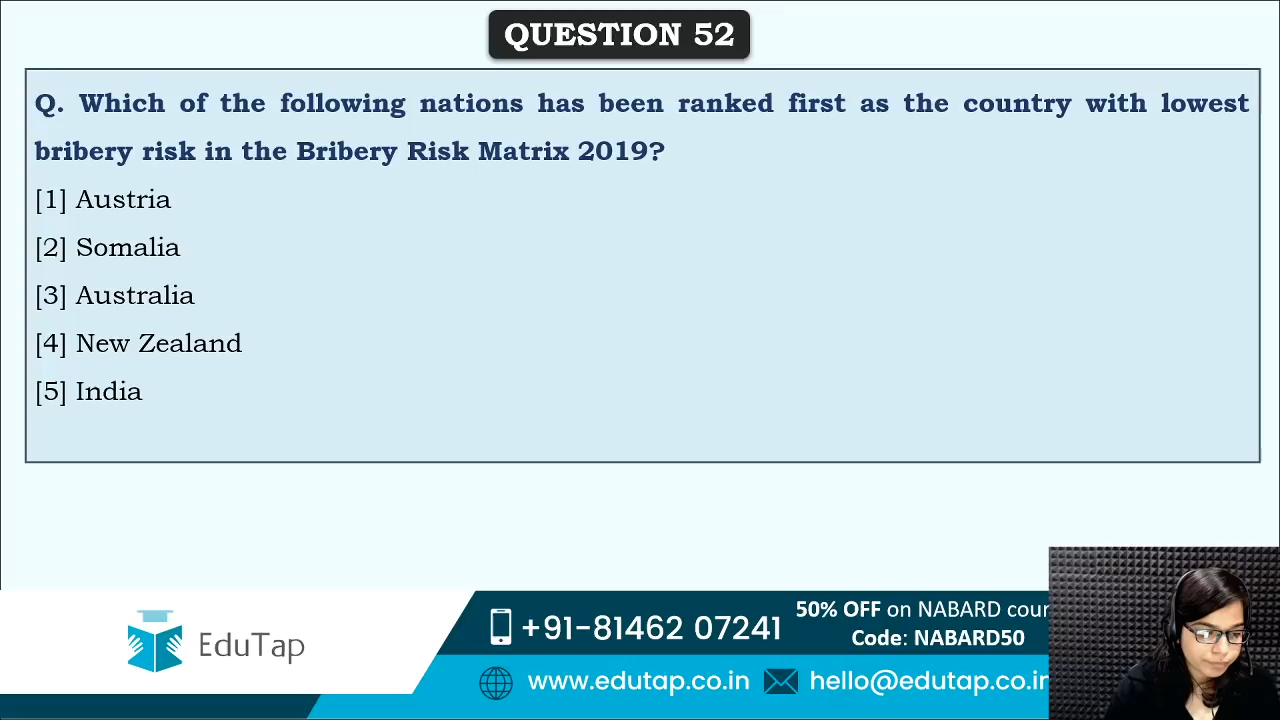 QUESTION 52
Q. Which of the following nations has been ranked first as the country with lowest
bribery risk in the Bribery Risk Matrix 2019?
[1] Austria
[2] Somalia
[3] Australia
[4] New Zealand
[5] India
EduTap
+91-81462 07241
50% OFF on NABARD cour
Code: NABARD50
www.edutap.co.in
hello@edutap.co.in